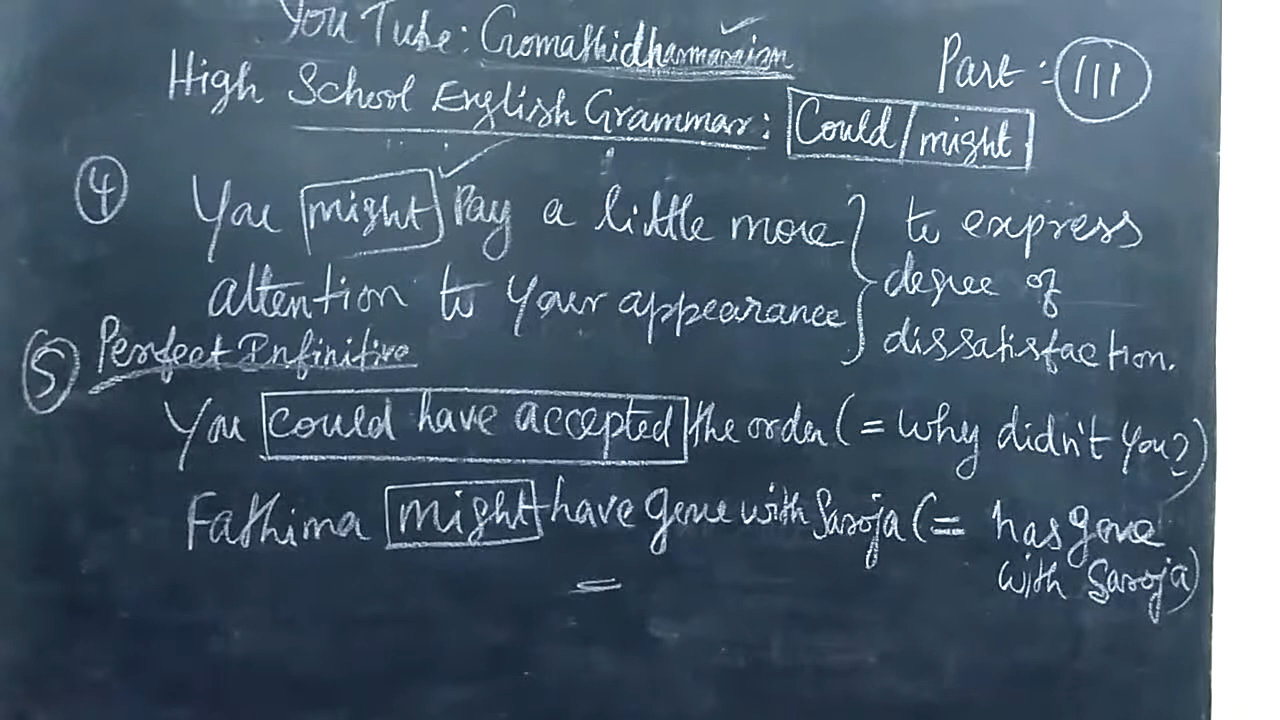 You Tube: Gomathidharmaraian
High School English Grammar: Could/might
Part: III
4 You might Pay a little more } to express
attention to your appearance } degree of
dissatisfaction.
5 Perfect Infinitive
You could have accepted the order (= why didn't you?)
Fathima might have gone with Saroja (= has gone
with Saroja)